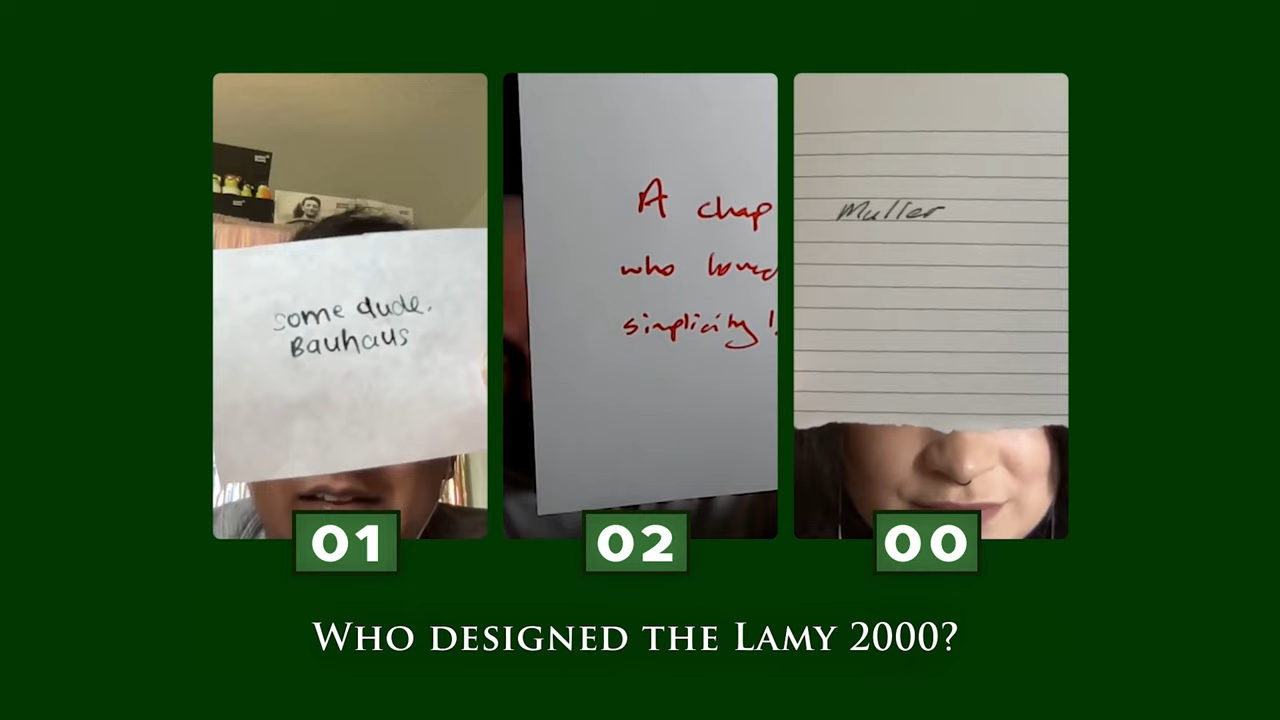 some dude.
Bauhaus
A chap
who loved
simplicity!
Muller
01
02
00
WHO DESIGNED THE LAMY 2000?